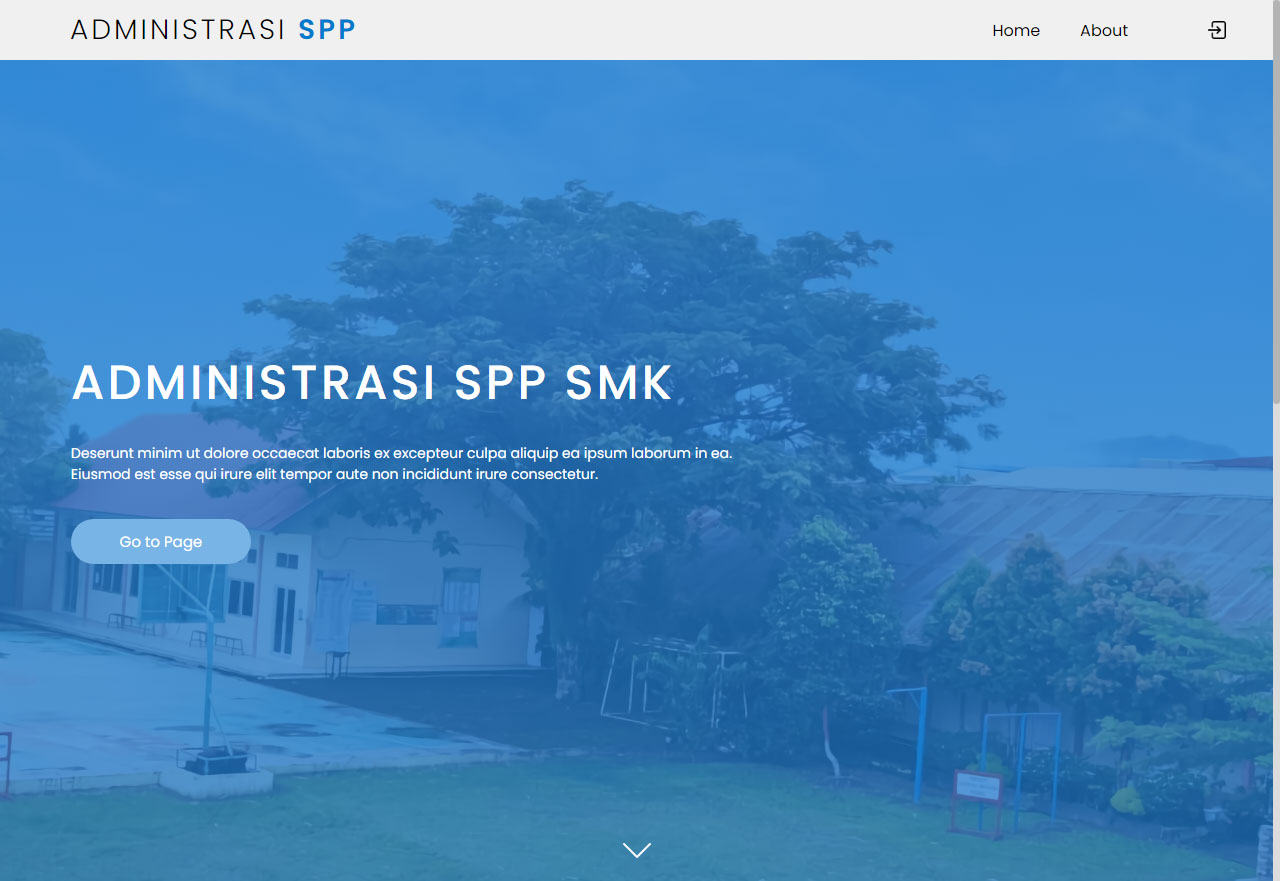 ADMINISTRASI SPP
Home
About
ADMINISTRASI SPP SMK
Deserunt minim ut dolore occaecat laboris ex excepteur culpa aliquip ea ipsum laborum in ea.
Eiusmod est esse qui irure elit tempor aute non incididunt irure consectetur.
Go to Page